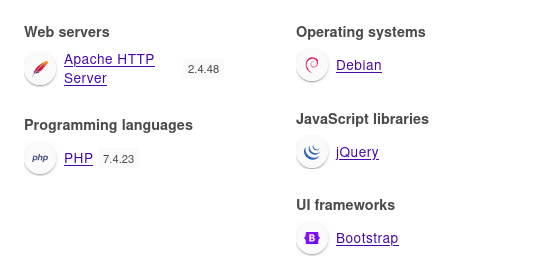 Web servers
Apache HTTP
Server
2.4.48
Programming languages
php
PHP 7.4.23
Operating systems
Debian
JavaScript libraries
jQuery
UI frameworks
B
Bootstrap